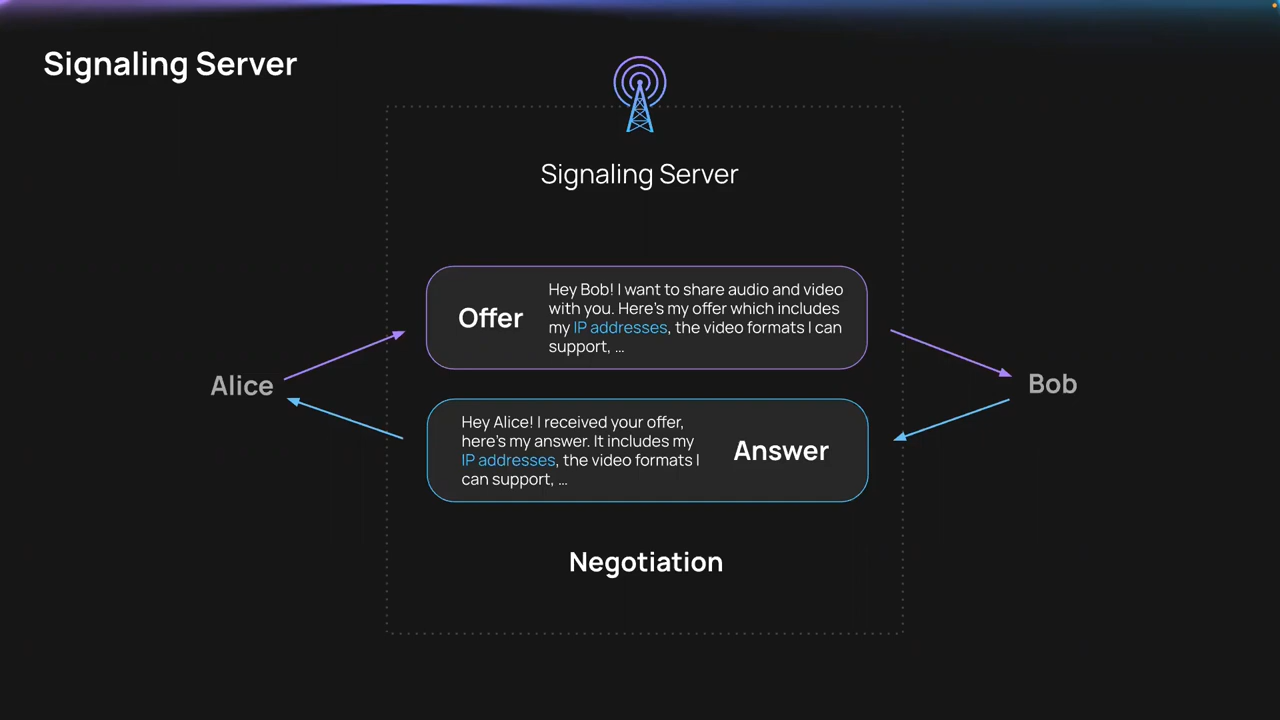 Signaling Server
Signaling Server
Offer
Hey Bob! I want to share audio and video
with you. Here's my offer which includes
my IP addresses, the video formats I can
support, ...
Alice
Bob
Hey Alice! I received your offer,
here's my answer. It includes my
IP addresses, the video formats I
can support, ...
Answer
Negotiation